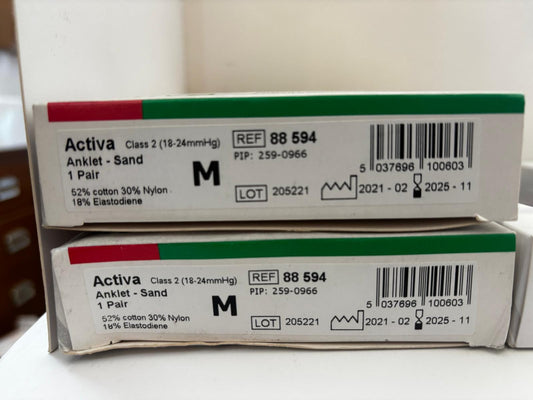 Activa Class 2 (18-24mmHg)
Anklet - Sand
1 Pair
52% cotton 30% Nylon
18% Elastodiene
M
REF 88 594
PIP: 259-0966
LOT 205221
2021 - 02 2025 - 11
5 037696 100603
Activa Class 2 (18-24mmHg)
Anklet - Sand
1 Pair
52% cotton 30% Nylon
18% Elastodiene
M
REF 88 594
PIP: 259-0966
LOT 205221
2021 - 02 2025 - 11
5 037696 100603